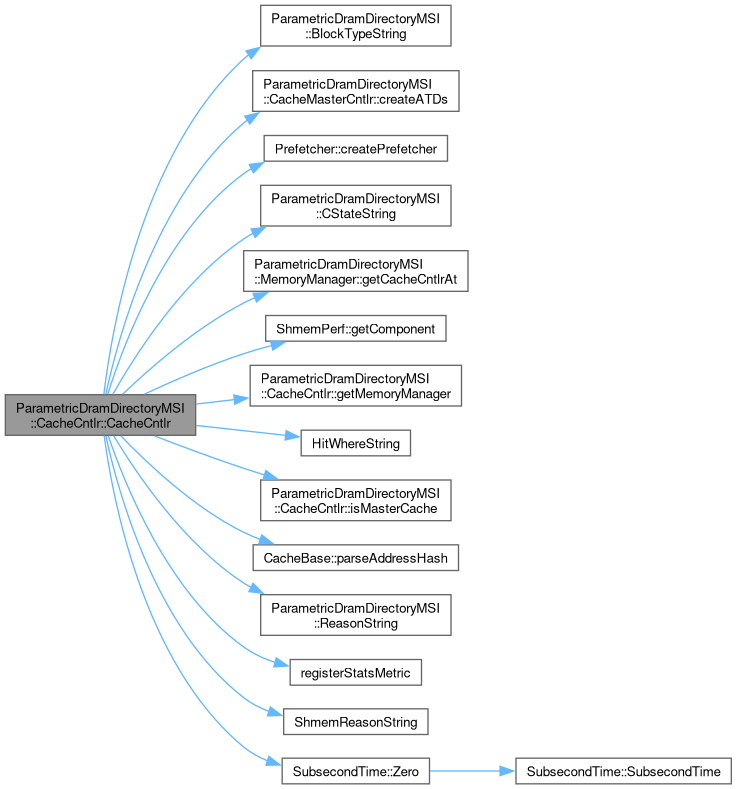 ParametricDramDirectoryMSI
::BlockTypeString
ParametricDramDirectoryMSI
::CacheMasterCntlr::createATDs
Prefetcher::createPrefetcher
ParametricDramDirectoryMSI
::CStateString
ParametricDramDirectoryMSI
::MemoryManager::getCacheCntlrAt
ShmemPerf::getComponent
ParametricDramDirectoryMSI
::CacheCntlr::getMemoryManager
ParametricDramDirectoryMSI
::CacheCntlr::CacheCntlr
HitWhereString
ParametricDramDirectoryMSI
::CacheCntlr::isMasterCache
CacheBase::parseAddressHash
ParametricDramDirectoryMSI
::ReasonString
registerStatsMetric
ShmemReasonString
SubsecondTime::Zero
SubsecondTime::SubsecondTime